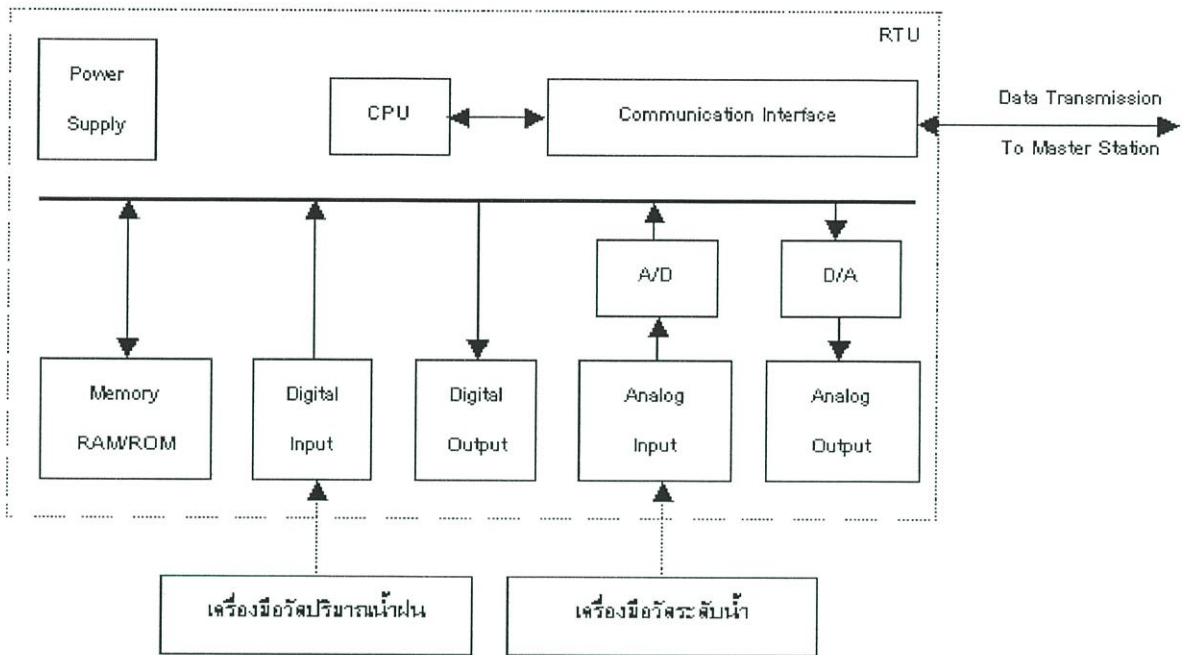 RTU
Power
Supply
CPU
Communication Interface
Data Transmission
To Master Station
A/D
D/A
Memory
RAM/ROM
Digital
Input
Digital
Output
Analog
Input
Analog
Output
เครื่องมือวัดปริมาณน้ำฝน
เครื่องมือวัดระดับน้ำ